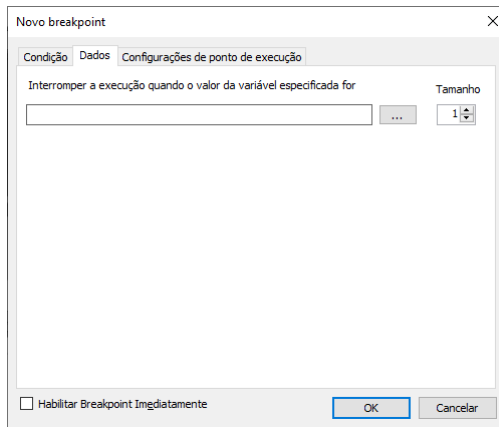 Novo breakpoint
Condição Dados Configurações de ponto de execução
Interromper a execução quando o valor da variável especificada for
Tamanho
... 1
Habilitar Breakpoint Imediatamente OK Cancelar